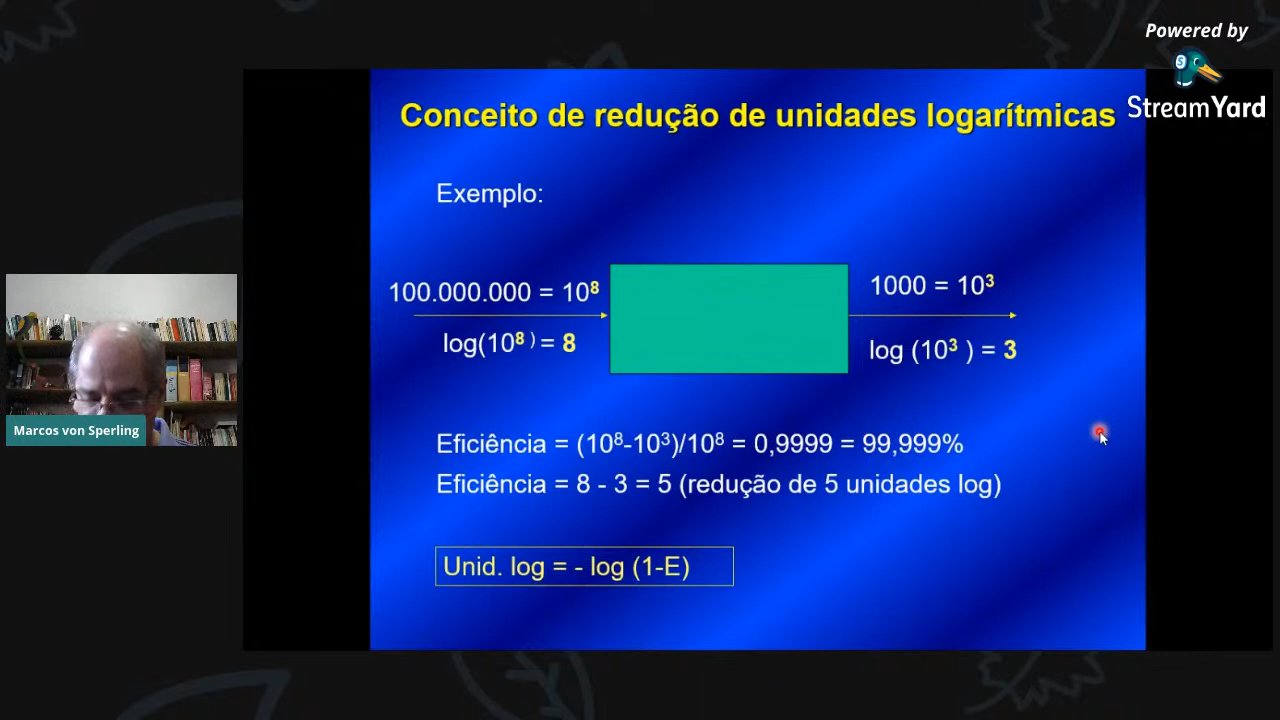 Powered by
StreamYard
Conceito de redução de unidades logarítmicas
Exemplo:
100.000.000 = 10⁸
log(10⁸ ) = 8
1000 = 10³
log (10³ ) = 3
Marcos von Sperling
Eficiência = (10⁸-10³)/10⁸ = 0,9999 = 99,999%
Eficiência = 8 - 3 = 5 (redução de 5 unidades log)
Unid. log = - log (1-E)